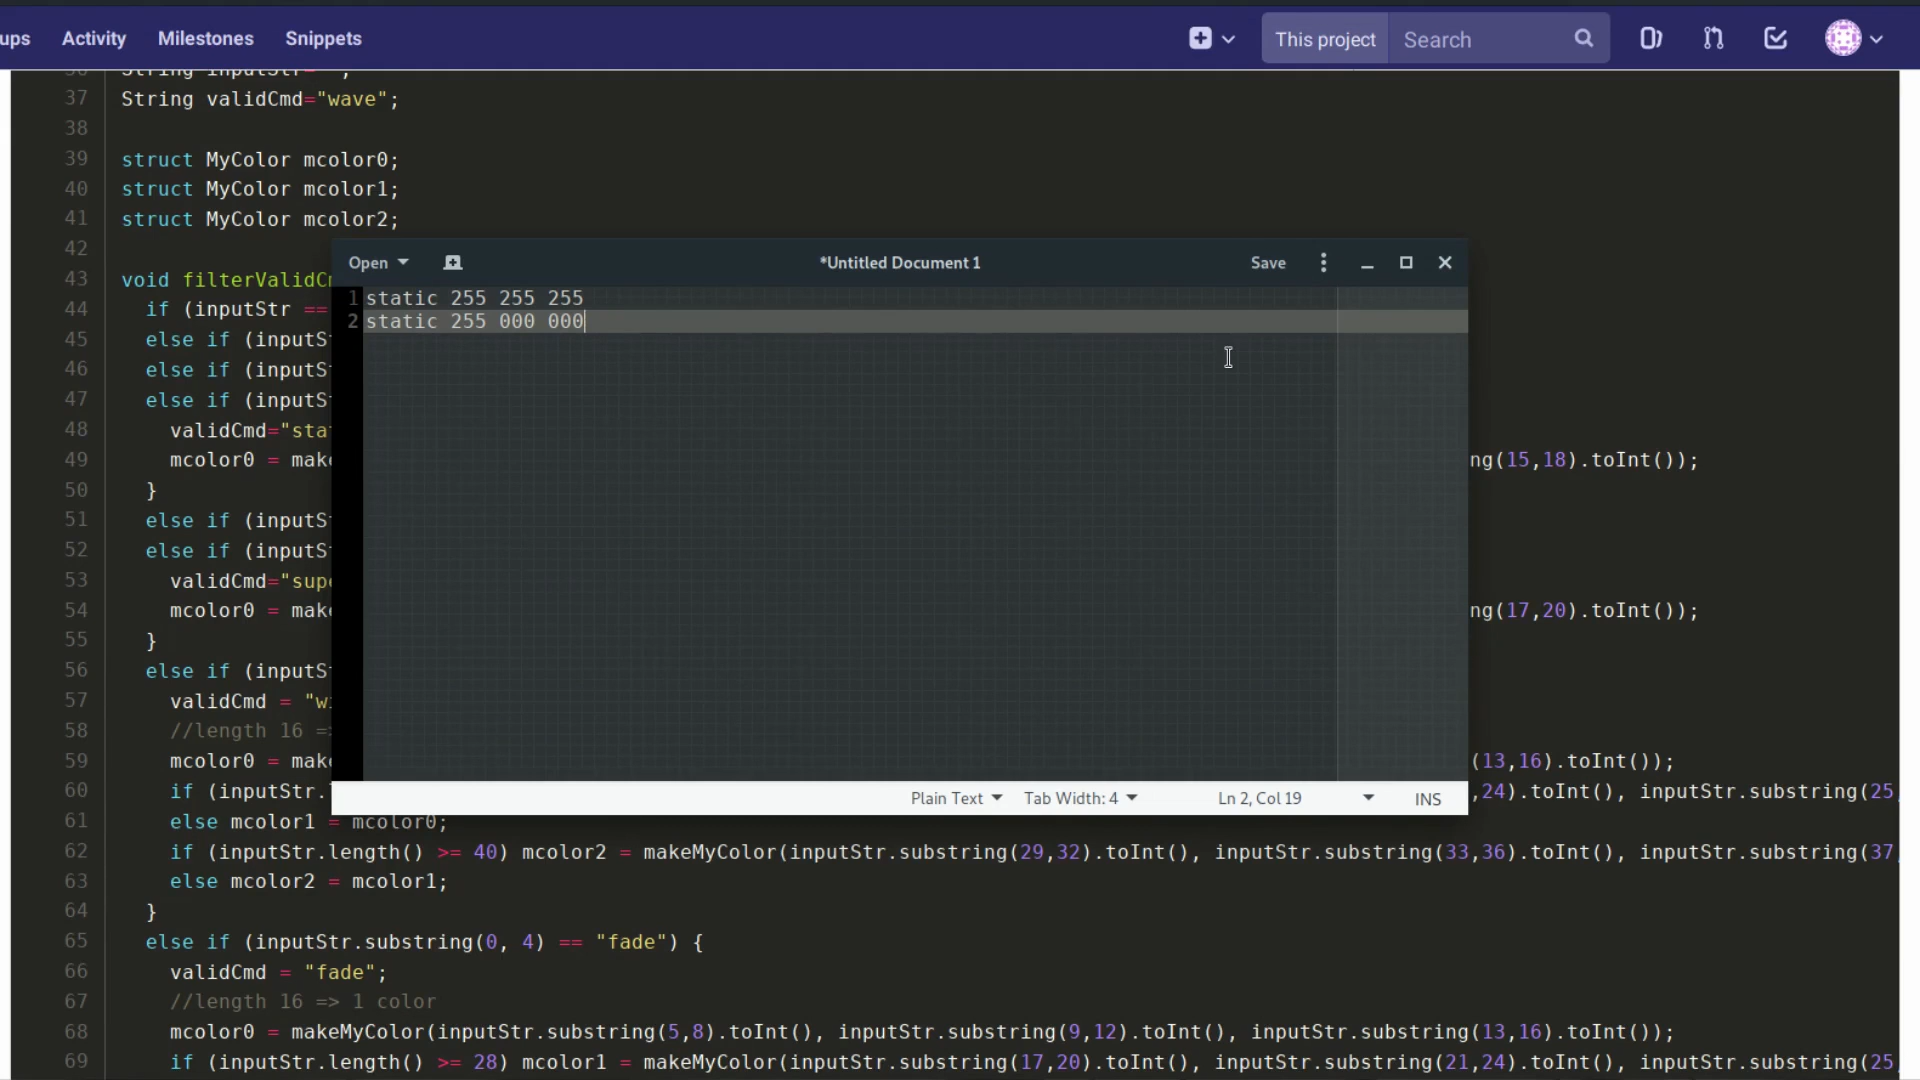 ups Activity Milestones Snippets This project Search
37 String validCmd="wave";
38
39 struct MyColor mcolor0;
40 struct MyColor mcolor1;
41 struct MyColor mcolor2;
42
Open *Untitled Document 1 Save
1 static 255 255 255
2 static 255 000 000
Plain Text Tab Width: 4 Ln 2, Col 19 INS
43 void filterValidC
44 if (inputStr ==
45 else if (inputS
46 else if (inputS
47 else if (inputS
48 validCmd="sta
49 mcolor0 = mak ng(15,18).toInt());
50 }
51 else if (inputS
52 else if (inputS
53 validCmd="sup
54 mcolor0 = mak ng(17,20).toInt());
55 }
56 else if (inputS
57 validCmd = "w
58 //length 16 =
59 mcolor0 = mak (13,16).toInt());
60 if (inputStr. ,24).toInt(), inputStr.substring(25,
61 else mcolor1 = mcolor0;
62 if (inputStr.length() >= 40) mcolor2 = makeMyColor(inputStr.substring(29,32).toInt(), inputStr.substring(33,36).toInt(), inputStr.substring(37,
63 else mcolor2 = mcolor1;
64 }
65 else if (inputStr.substring(0, 4) == "fade") {
66 validCmd = "fade";
67 //length 16 => 1 color
68 mcolor0 = makeMyColor(inputStr.substring(5,8).toInt(), inputStr.substring(9,12).toInt(), inputStr.substring(13,16).toInt());
69 if (inputStr.length() >= 28) mcolor1 = makeMyColor(inputStr.substring(17,20).toInt(), inputStr.substring(21,24).toInt(), inputStr.substring(25,